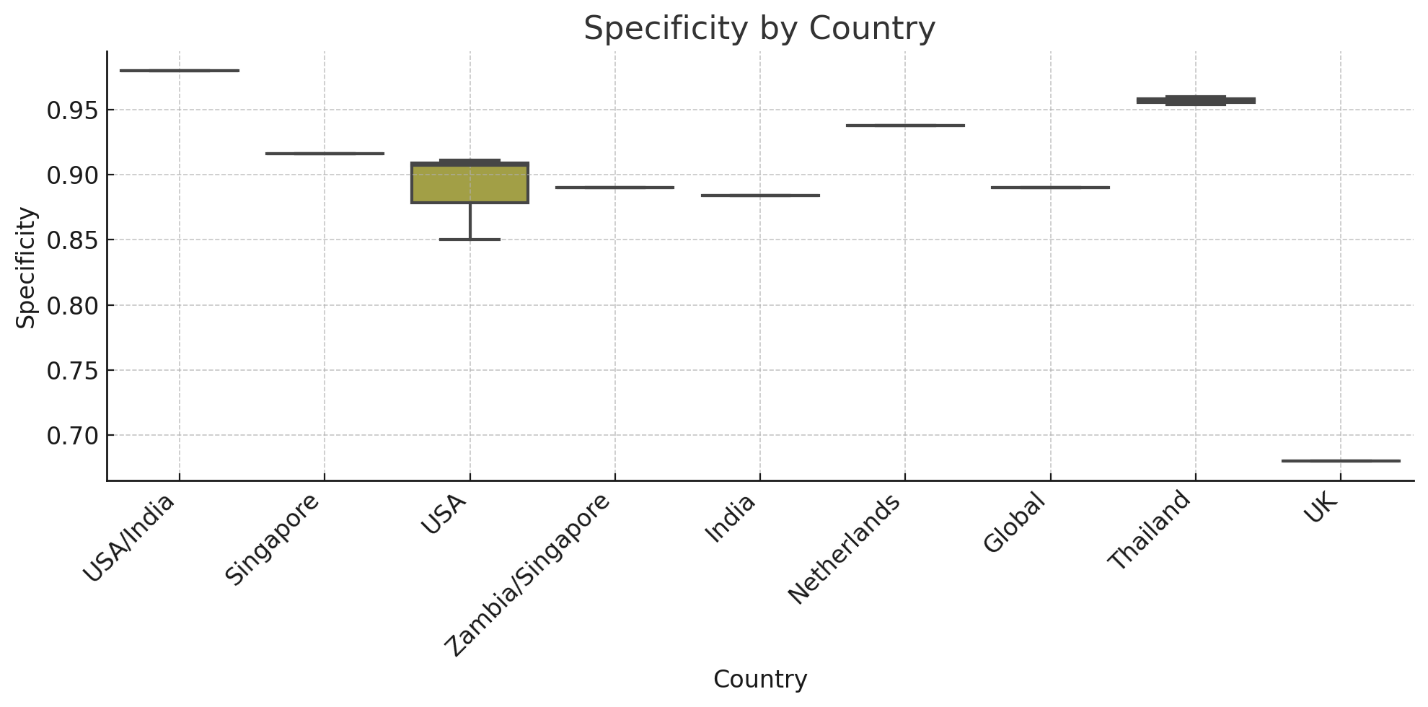 Specificity by Country
Specificity
0.95
0.90
0.85
0.80
0.75
0.70
USA/India
Singapore
USA
Zambia/Singapore
India
Netherlands
Global
Thailand
UK
Country